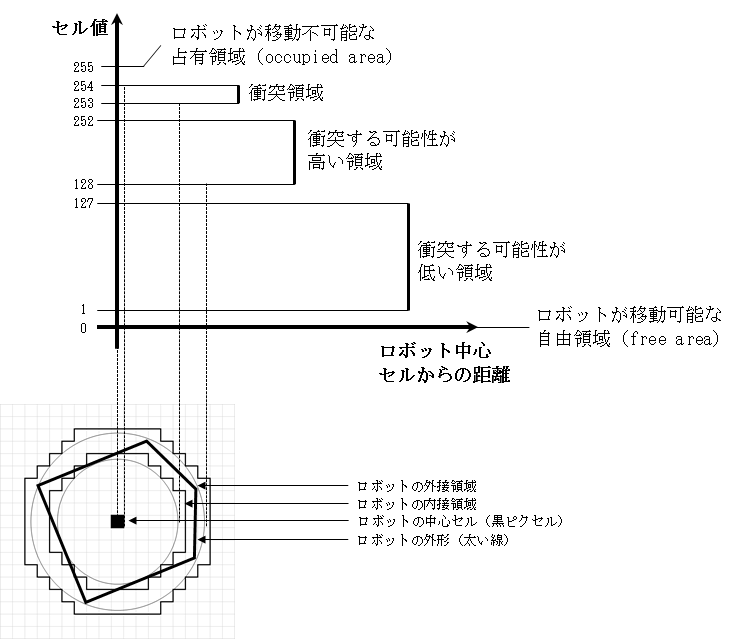 セル値
ロボットが移動不可能な
占有領域 (occupied area)
255
254
衝突領域
253
252
衝突する可能性が
高い領域
128
127
衝突する可能性が
低い領域
1
0
ロボットが移動可能な
自由領域 (free area)
ロボット中心
セルからの距離
ロボットの外接領域
ロボットの内接領域
ロボットの中心セル (黒ピクセル)
ロボットの外形 (太い線)